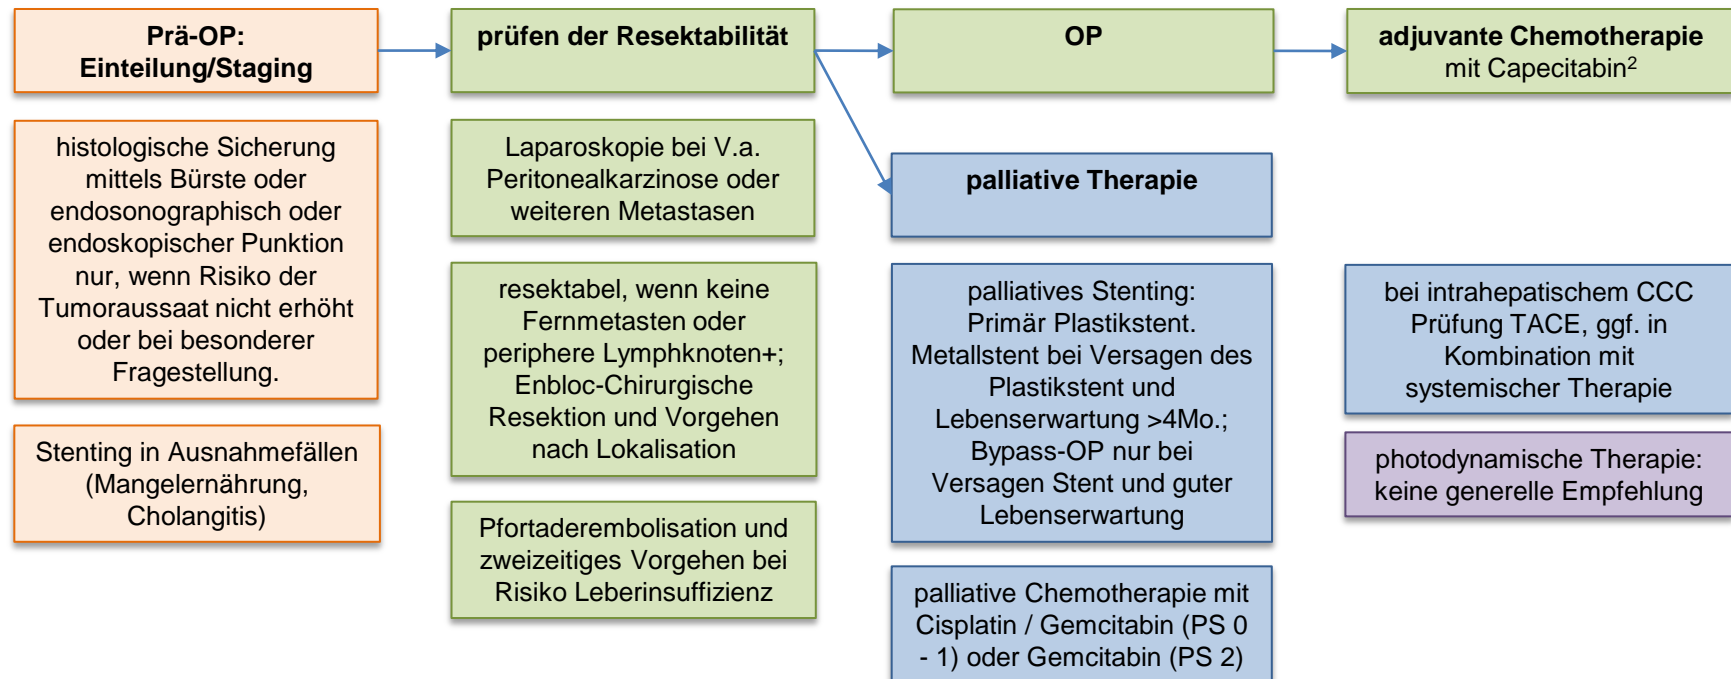 Prä-OP:
Einteilung/Staging
histologische Sicherung
mittels Bürste oder
endosonographisch oder
endoskopischer Punktion
nur, wenn Risiko der
Tumoraussaat nicht erhöht
oder bei besonderer
Fragestellung.
Stenting in Ausnahmefällen
(Mangelernährung,
Cholangitis)
prüfen der Resektabilität
Laparoskopie bei V.a.
Peritonealkarzinose oder
weiteren Metastasen
resektabel, wenn keine
Fernmetasten oder
periphere Lymphknoten+;
Enbloc-Chirurgische
Resektion und Vorgehen
nach Lokalisation
Pfortaderembolisation und
zweizeitiges Vorgehen bei
Risiko Leberinsuffizienz
OP
palliative Therapie
palliatives Stenting:
Primär Plastikstent.
Metallstent bei Versagen des
Plastikstent und
Lebenserwartung >4Mo.;
Bypass-OP nur bei
Versagen Stent und guter
Lebenserwartung
palliative Chemotherapie mit
Cisplatin / Gemcitabin (PS 0
- 1) oder Gemcitabin (PS 2)
adjuvante Chemotherapie
mit Capecitabin²
bei intrahepatischem CCC
Prüfung TACE, ggf. in
Kombination mit
systemischer Therapie
photodynamische Therapie:
keine generelle Empfehlung